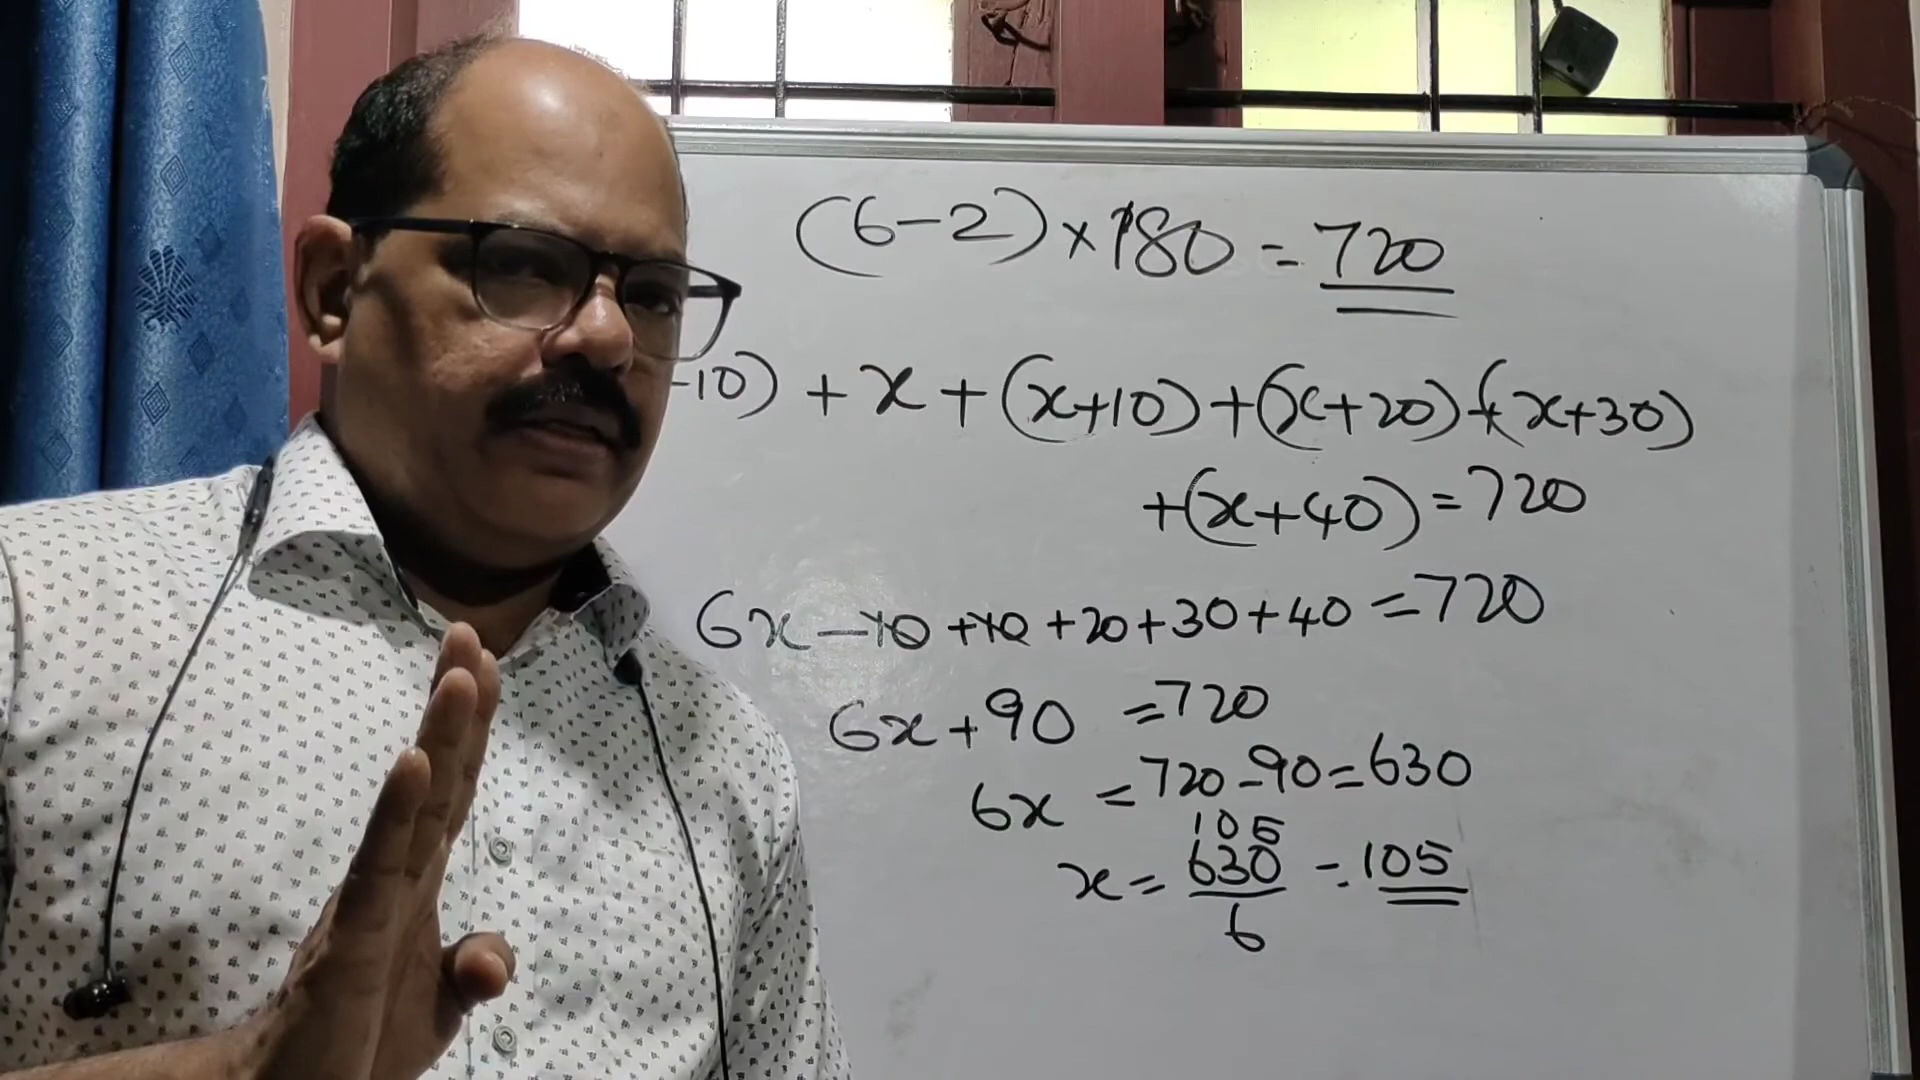 (6-2)×180 = 720
-10) + x + (x+10) + (x+20) + (x+30)
+(x+40) = 720
6x -10 +10 +20+30+40 = 720
6x+90 = 720
6x = 720-90=630
105
x = 630/6 = 105